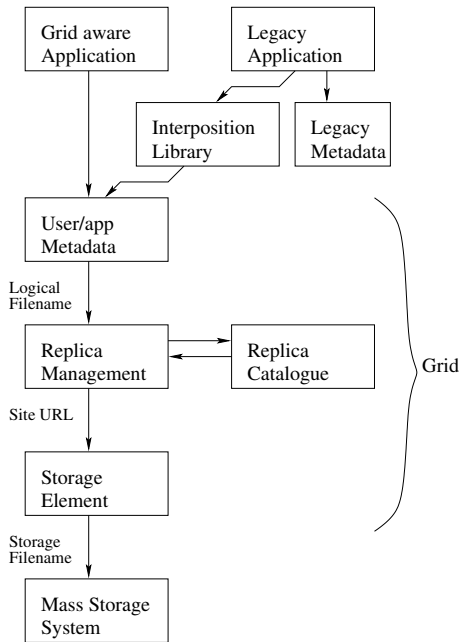 Grid aware
Application
Legacy
Application
Interposition
Library
Legacy
Metadata
User/app
Metadata
Logical
Filename
Replica
Management
Replica
Catalogue
Grid
Site URL
Storage
Element
Storage
Filename
Mass Storage
System